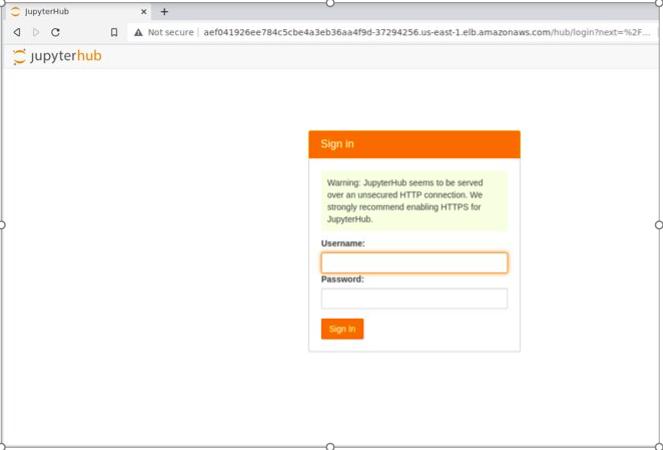 JupyterHub
Not secure aef041926ee784c5cbe4a3eb36aa4f9d-37294256.us-east-1.elb.amazonaws.com/hub/login?next=%2F...
jupyterhub
Sign in
Warning: JupyterHub seems to be served
over an unsecured HTTP connection. We
strongly recommend enabling HTTPS for
JupyterHub.
Username:
Password:
Sign In